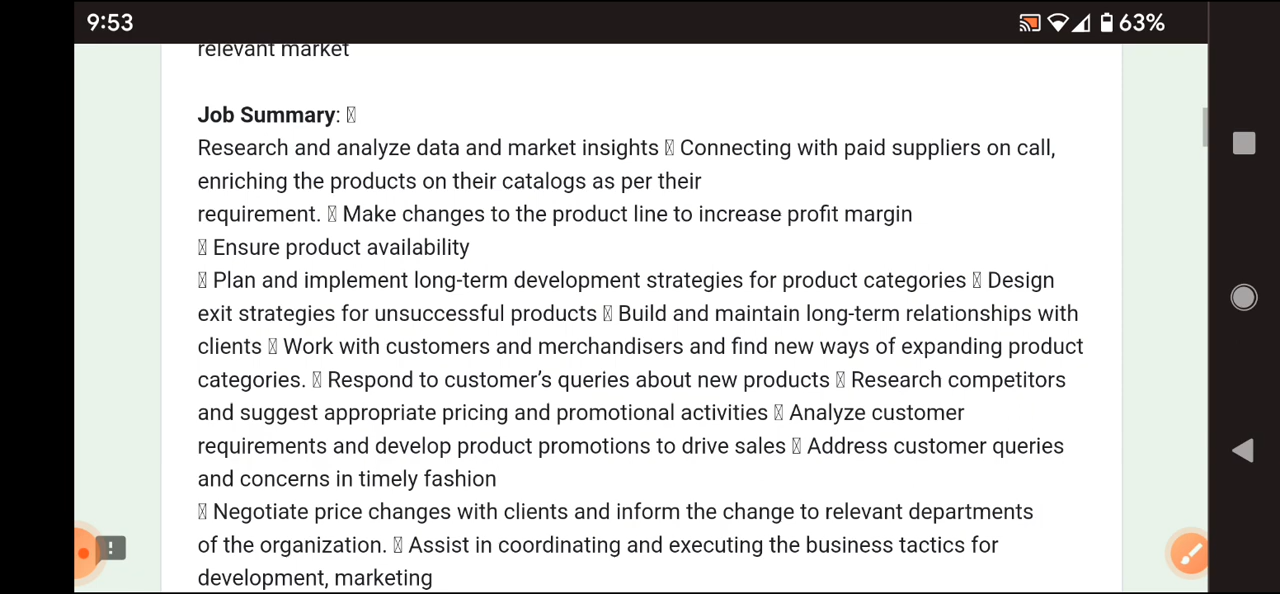 9:53
63%
relevant market
Job Summary: 
Research and analyze data and market insights  Connecting with paid suppliers on call,
enriching the products on their catalogs as per their
requirement.  Make changes to the product line to increase profit margin
 Ensure product availability
 Plan and implement long-term development strategies for product categories  Design
exit strategies for unsuccessful products  Build and maintain long-term relationships with
clients  Work with customers and merchandisers and find new ways of expanding product
categories.  Respond to customer’s queries about new products  Research competitors
and suggest appropriate pricing and promotional activities  Analyze customer
requirements and develop product promotions to drive sales  Address customer queries
and concerns in timely fashion
 Negotiate price changes with clients and inform the change to relevant departments
of the organization.  Assist in coordinating and executing the business tactics for
development, marketing